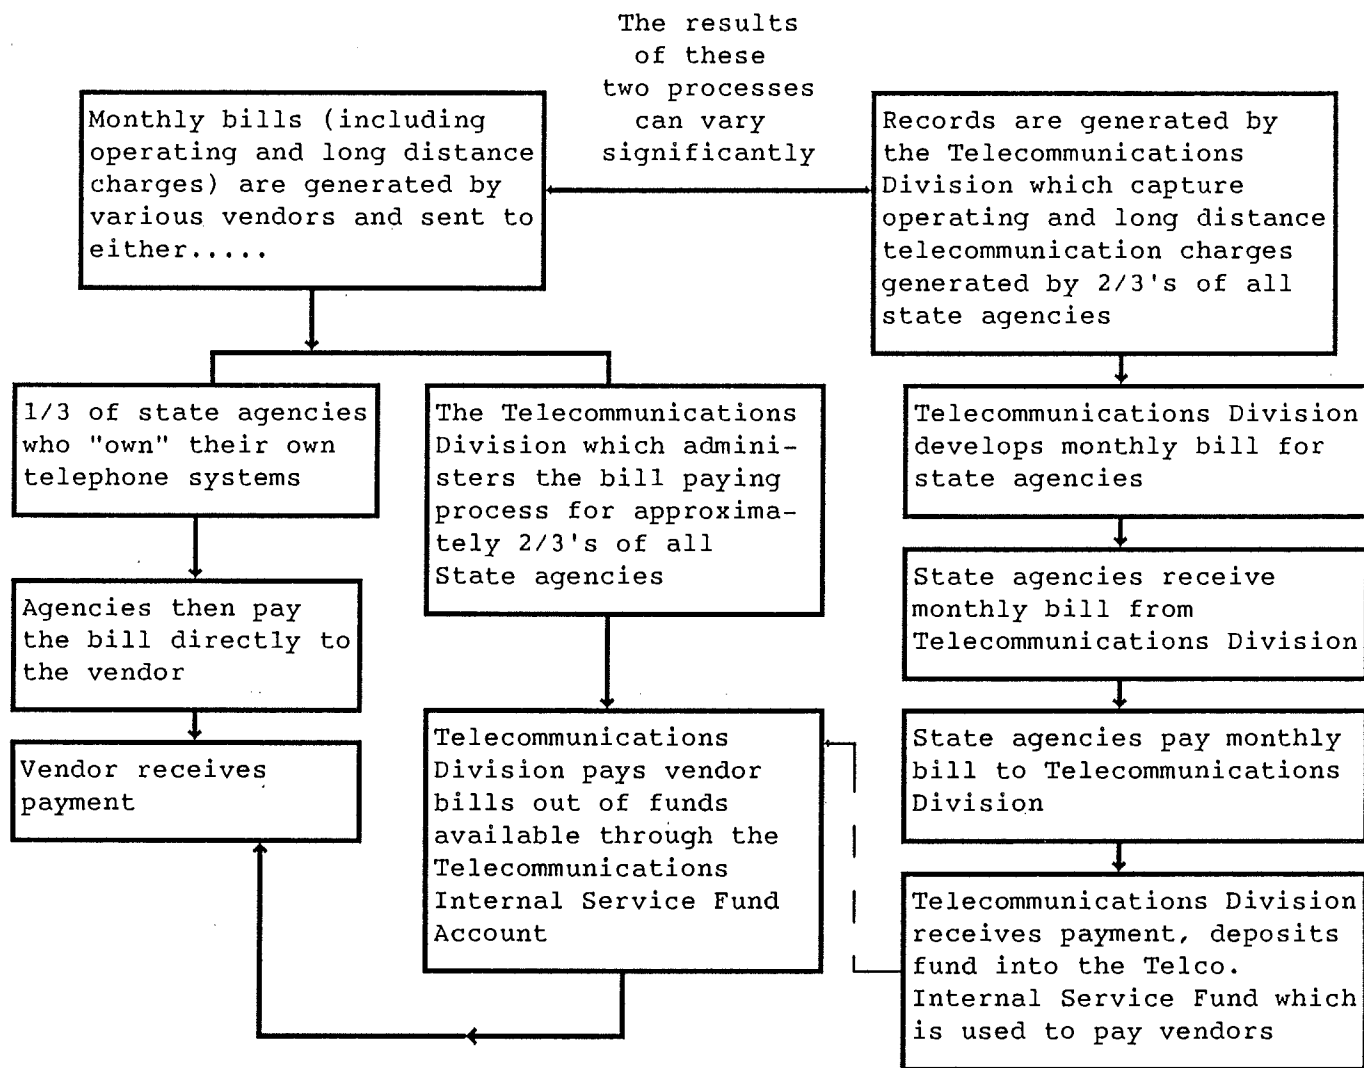 The results
of these
two processes
can vary
significantly
Monthly bills (including
operating and long distance
charges) are generated by
various vendors and sent to
either.....
Records are generated by
the Telecommunications
Division which capture
operating and long distance
telecommunication charges
generated by 2/3's of all
state agencies
1/3 of state agencies
who "own" their own
telephone systems
The Telecommunications
Division which admini-
sters the bill paying
process for approxima-
tely 2/3's of all
State agencies
Telecommunications Division
develops monthly bill for
state agencies
Agencies then pay
the bill directly to
the vendor
State agencies receive
monthly bill from
Telecommunications Division
Vendor receives
payment
Telecommunications
Division pays vendor
bills out of funds
available through the
Telecommunications
Internal Service Fund
Account
State agencies pay monthly
bill to Telecommunications
Division
Telecommunications Division
receives payment, deposits
fund into the Telco.
Internal Service Fund which
is used to pay vendors